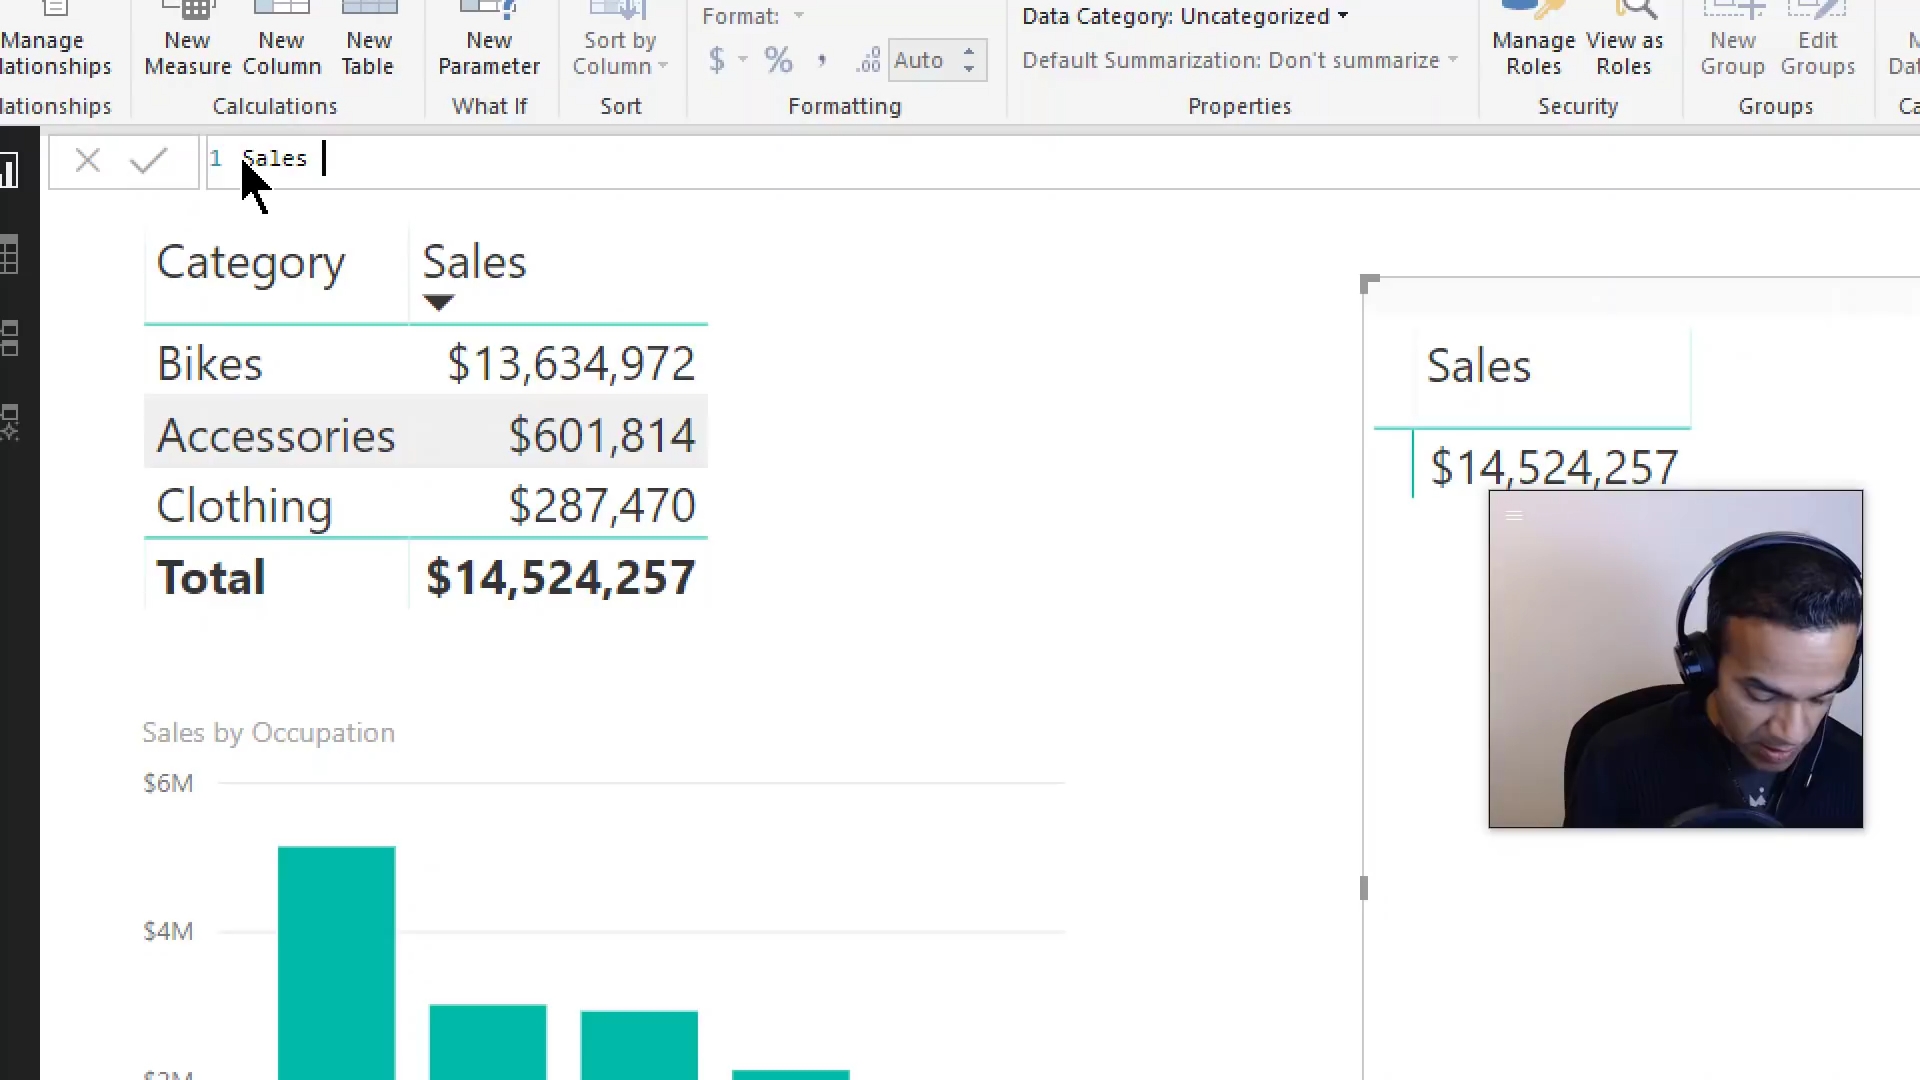 Format:
Data Category: Uncategorized
Manage
lationships
New
Measure
New
Column
New
Table
New
Parameter
Sort by
Column
$ % , .00 Auto
Default Summarization: Don't summarize
Manage
Roles
View as
Roles
New
Group
Edit
Groups
lationships
Calculations
What If
Sort
Formatting
Properties
Security
Groups
1 Sales
Category Sales
Bikes $13,634,972
Accessories $601,814
Clothing $287,470
Total $14,524,257
Sales
$14,524,257
Sales by Occupation
$6M
$4M
$2M